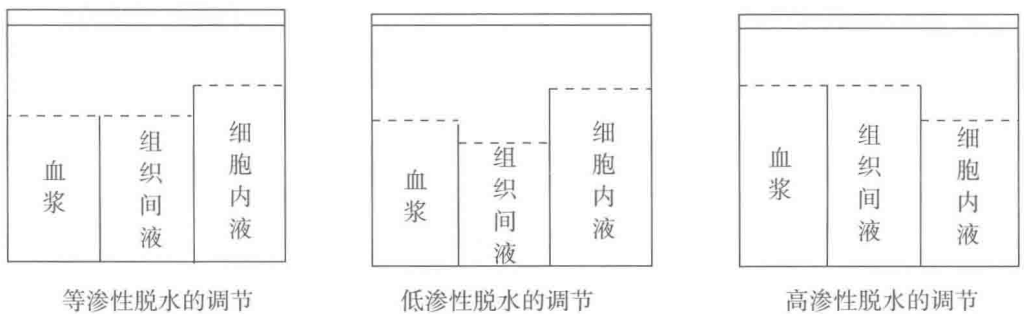 血浆
组织间液
细胞内液
等渗性脱水的调节
血浆
组织间液
细胞内液
低渗性脱水的调节
血浆
组织间液
细胞内液
高渗性脱水的调节